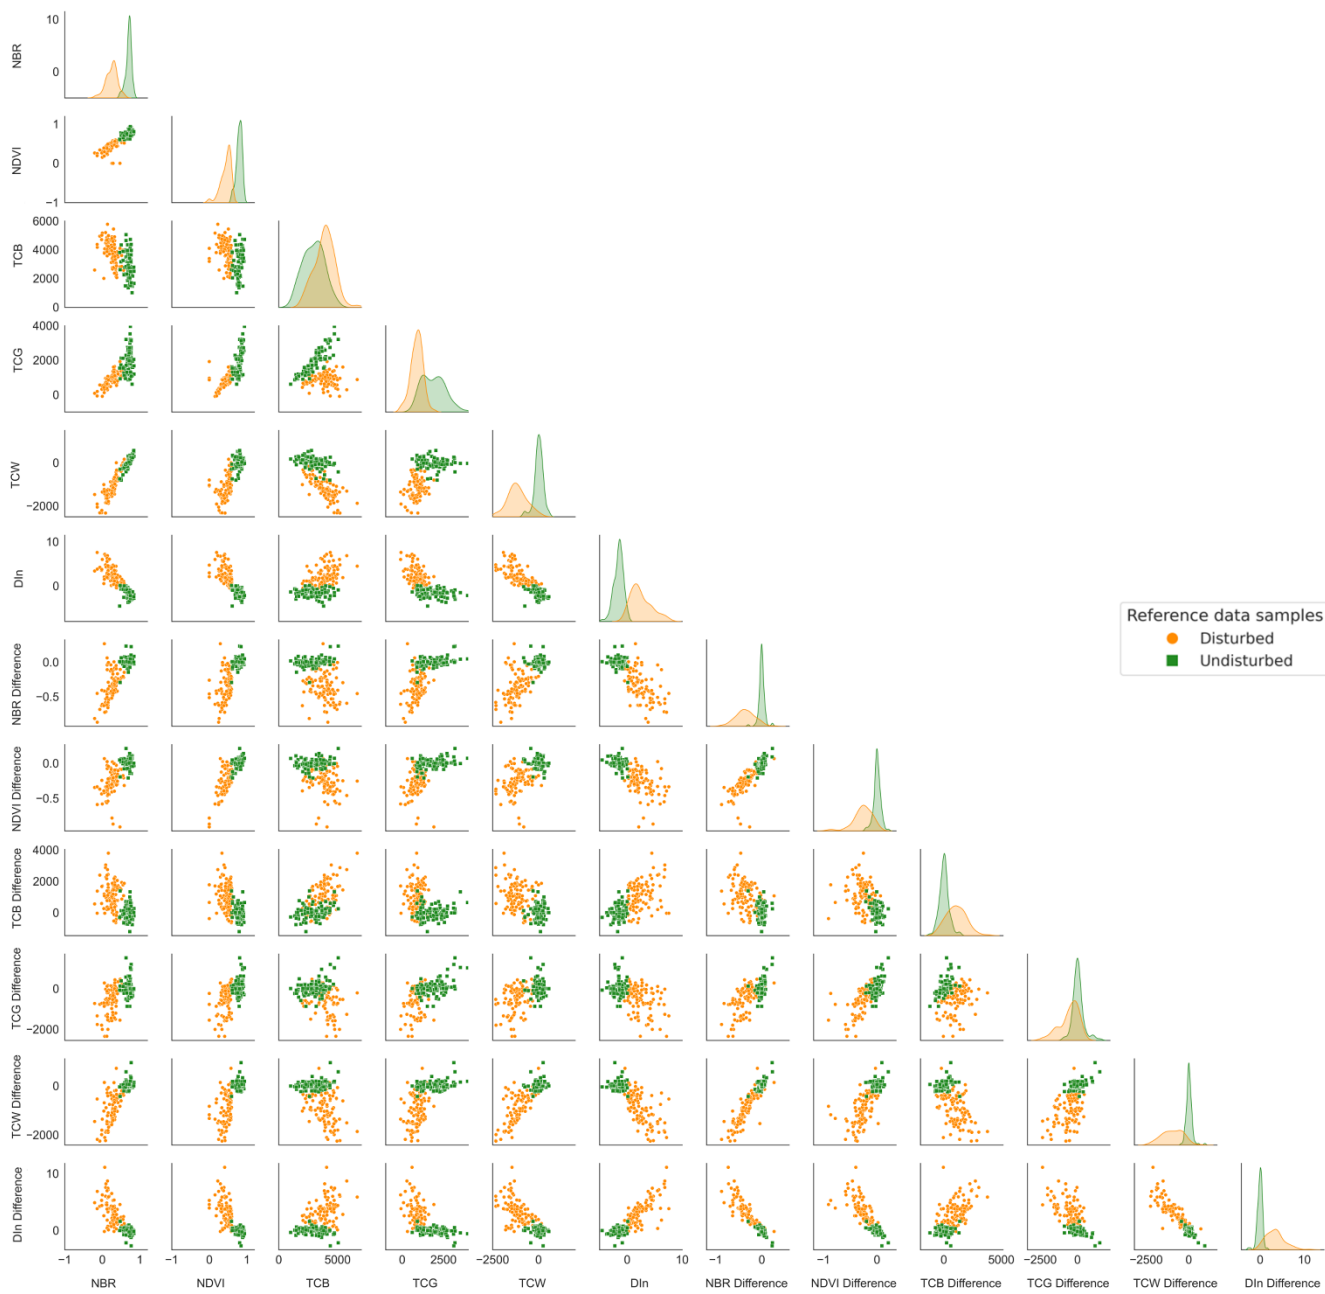 10
NBR
0
1
NDVI
0
−1
6000
TCB
4000
2000
0
4000
TCG
2000
0
TCW
0
−2000
10
DIn
0
Reference data samples
Disturbed
Undisturbed
NBR Difference
0.0
−0.5
NDVI Difference
0.0
−0.5
TCB Difference
4000
2000
0
TCG Difference
0
−2000
TCW Difference
0
−2000
DIn Difference
10
0
−1 0 1 0 1 0 5000 0 2000 −2500 0 0 10 −1 0 −1 0 0 5000 −2500 0 −2500 0 0 10
NBR NDVI TCB TCG TCW DIn NBR Difference NDVI Difference TCB Difference TCG Difference TCW Difference DIn Difference